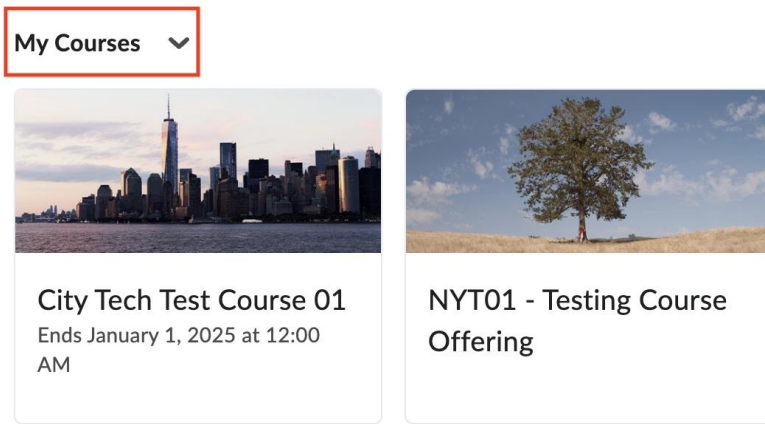 My Courses
City Tech Test Course 01
Ends January 1, 2025 at 12:00
AM
NYT01 - Testing Course
Offering